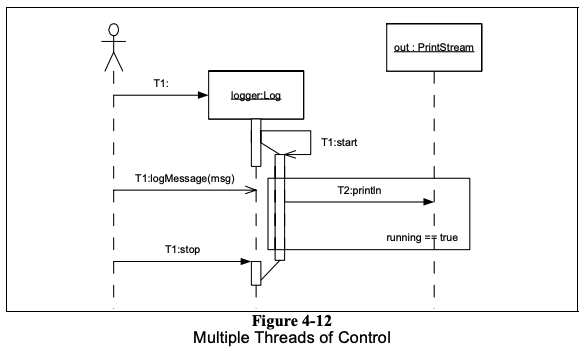 out : PrintStream
T1:
logger:Log
T1:start
T1:logMessage(msg)
T2:println
running == true
T1:stop
Figure 4-12
Multiple Threads of Control